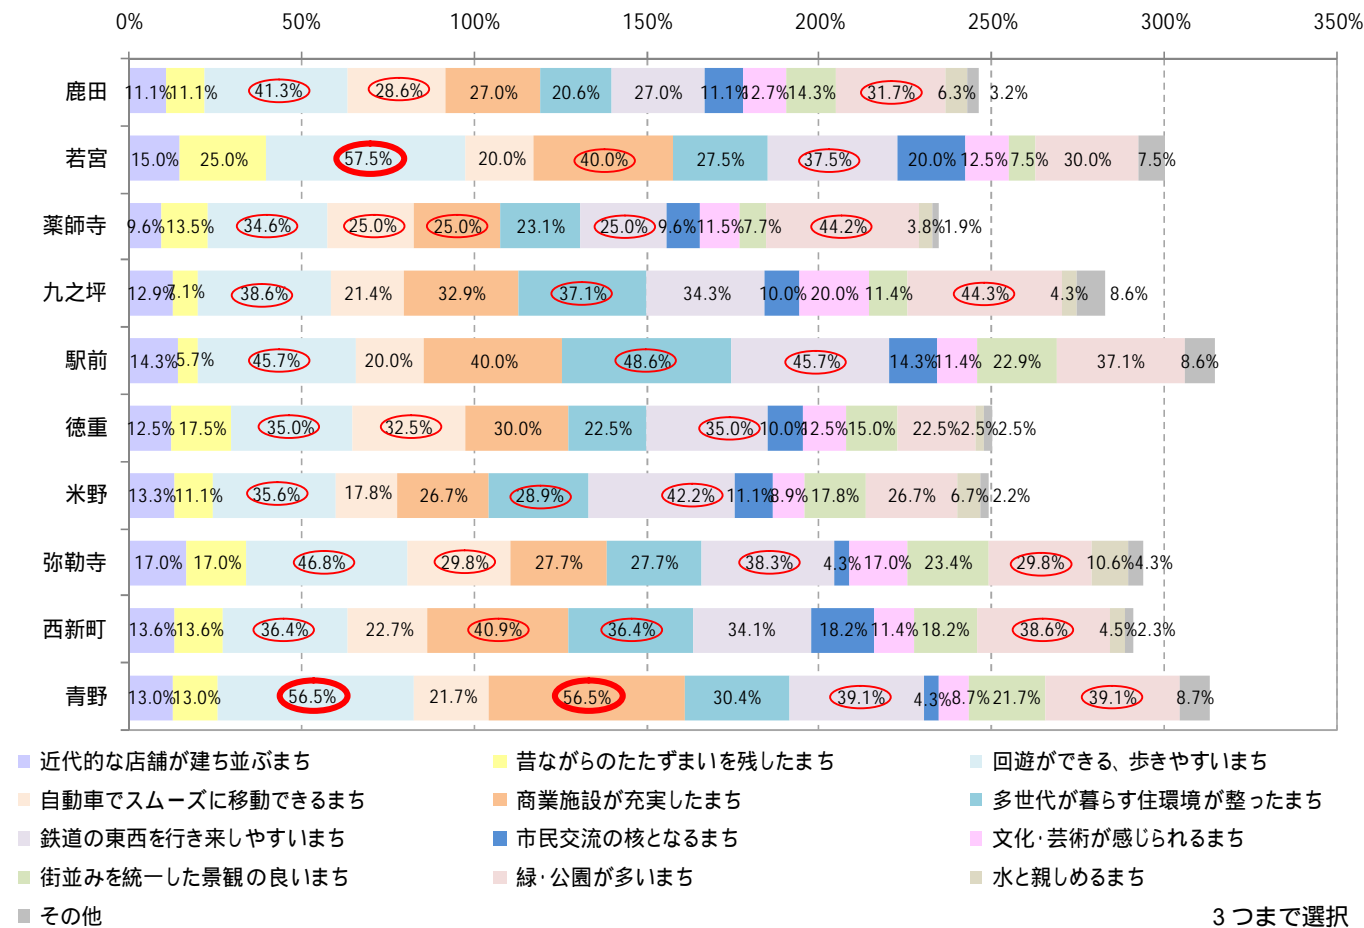 0% 50% 100% 150% 200% 250% 300% 350%
鹿田 11.1% 11.1% 41.3% 28.6% 27.0% 20.6% 27.0% 11.1% 12.7% 14.3% 31.7% 6.3% 3.2%
若宮 15.0% 25.0% 57.5% 20.0% 40.0% 27.5% 37.5% 20.0% 12.5% 7.5% 30.0% 7.5%
薬師寺 9.6% 13.5% 34.6% 25.0% 25.0% 23.1% 25.0% 9.6% 11.5% 7.7% 44.2% 3.8% 1.9%
九之坪 12.9% 7.1% 38.6% 21.4% 32.9% 37.1% 34.3% 10.0% 20.0% 11.4% 44.3% 4.3% 8.6%
駅前 14.3% 5.7% 45.7% 20.0% 40.0% 48.6% 45.7% 14.3% 11.4% 22.9% 37.1% 8.6%
徳重 12.5% 17.5% 35.0% 32.5% 30.0% 22.5% 35.0% 10.0% 12.5% 15.0% 22.5% 2.5% 2.5%
米野 13.3% 11.1% 35.6% 17.8% 26.7% 28.9% 42.2% 11.1% 8.9% 17.8% 26.7% 6.7% 2.2%
弥勒寺 17.0% 17.0% 46.8% 29.8% 27.7% 27.7% 38.3% 4.3% 17.0% 23.4% 29.8% 10.6% 4.3%
西新町 13.6% 13.6% 36.4% 22.7% 40.9% 36.4% 34.1% 18.2% 11.4% 18.2% 38.6% 4.5% 2.3%
青野 13.0% 13.0% 56.5% 21.7% 56.5% 30.4% 39.1% 4.3% 8.7% 21.7% 39.1% 8.7%
近代的な店舗が建ち並ぶまち 昔ながらのたたずまいを残したまち 回遊ができる、歩きやすいまち
自動車でスムーズに移動できるまち 商業施設が充実したまち 多世代が暮らす住環境が整ったまち
鉄道の東西を行き来しやすいまち 市民交流の核となるまち 文化・芸術が感じられるまち
街並みを統一した景観の良いまち 緑・公園が多いまち 水と親しめるまち
その他 3つまで選択